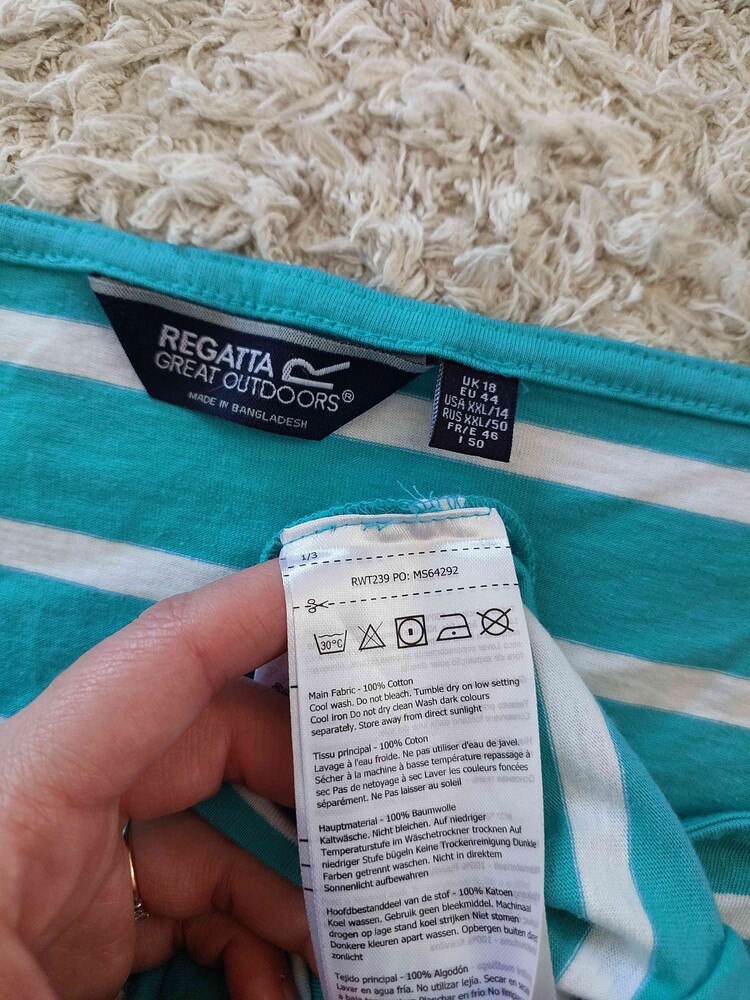 REGATTA
GREAT OUTDOORS®
MADE IN BANGLADESH
UK 18
EU 44
USA XXL/14
RUS XXL/50
FR/E 46
I 50
1/3
RWT239 PO: MS64292
30°C
Main Fabric - 100% Cotton
Cool wash. Do not bleach. Tumble dry on low setting
Cool iron Do not dry clean Wash dark colours
separately. Store away from direct sunlight
Tissu principal - 100% Coton
Lavage à l'eau froide. Ne pas utiliser d'eau de javel.
Sécher à la machine à basse température repassage à
sec Pas de netoyage à sec Laver les couleurs foncées
séparément. Ne Pas laisser au soleil
Hauptmaterial - 100% Baumwolle
Kaltwäsche. Nicht bleichen. Auf niedriger
Temperaturstufe im Wäschetrockner trocknen Auf
niedriger Stufe bügeln Keine Trockenreinigung Dunkle
Farben getrennt waschen. Nicht in direktem
Sonnenlicht aufbewahren
Hoofdbestanddeel van de stof - 100% Katoen
Koel wassen. Gebruik geen bleekmiddel. Machinaal
drogen op lage stand koel strijken Niet stomen
Donkere kleuren apart wassen. Opbergen buiten
zonlicht
Tejido principal - 100% Algodón
Lavar en agua fría. No utilizar lejía. Secar en
a baja Planchar en frío No